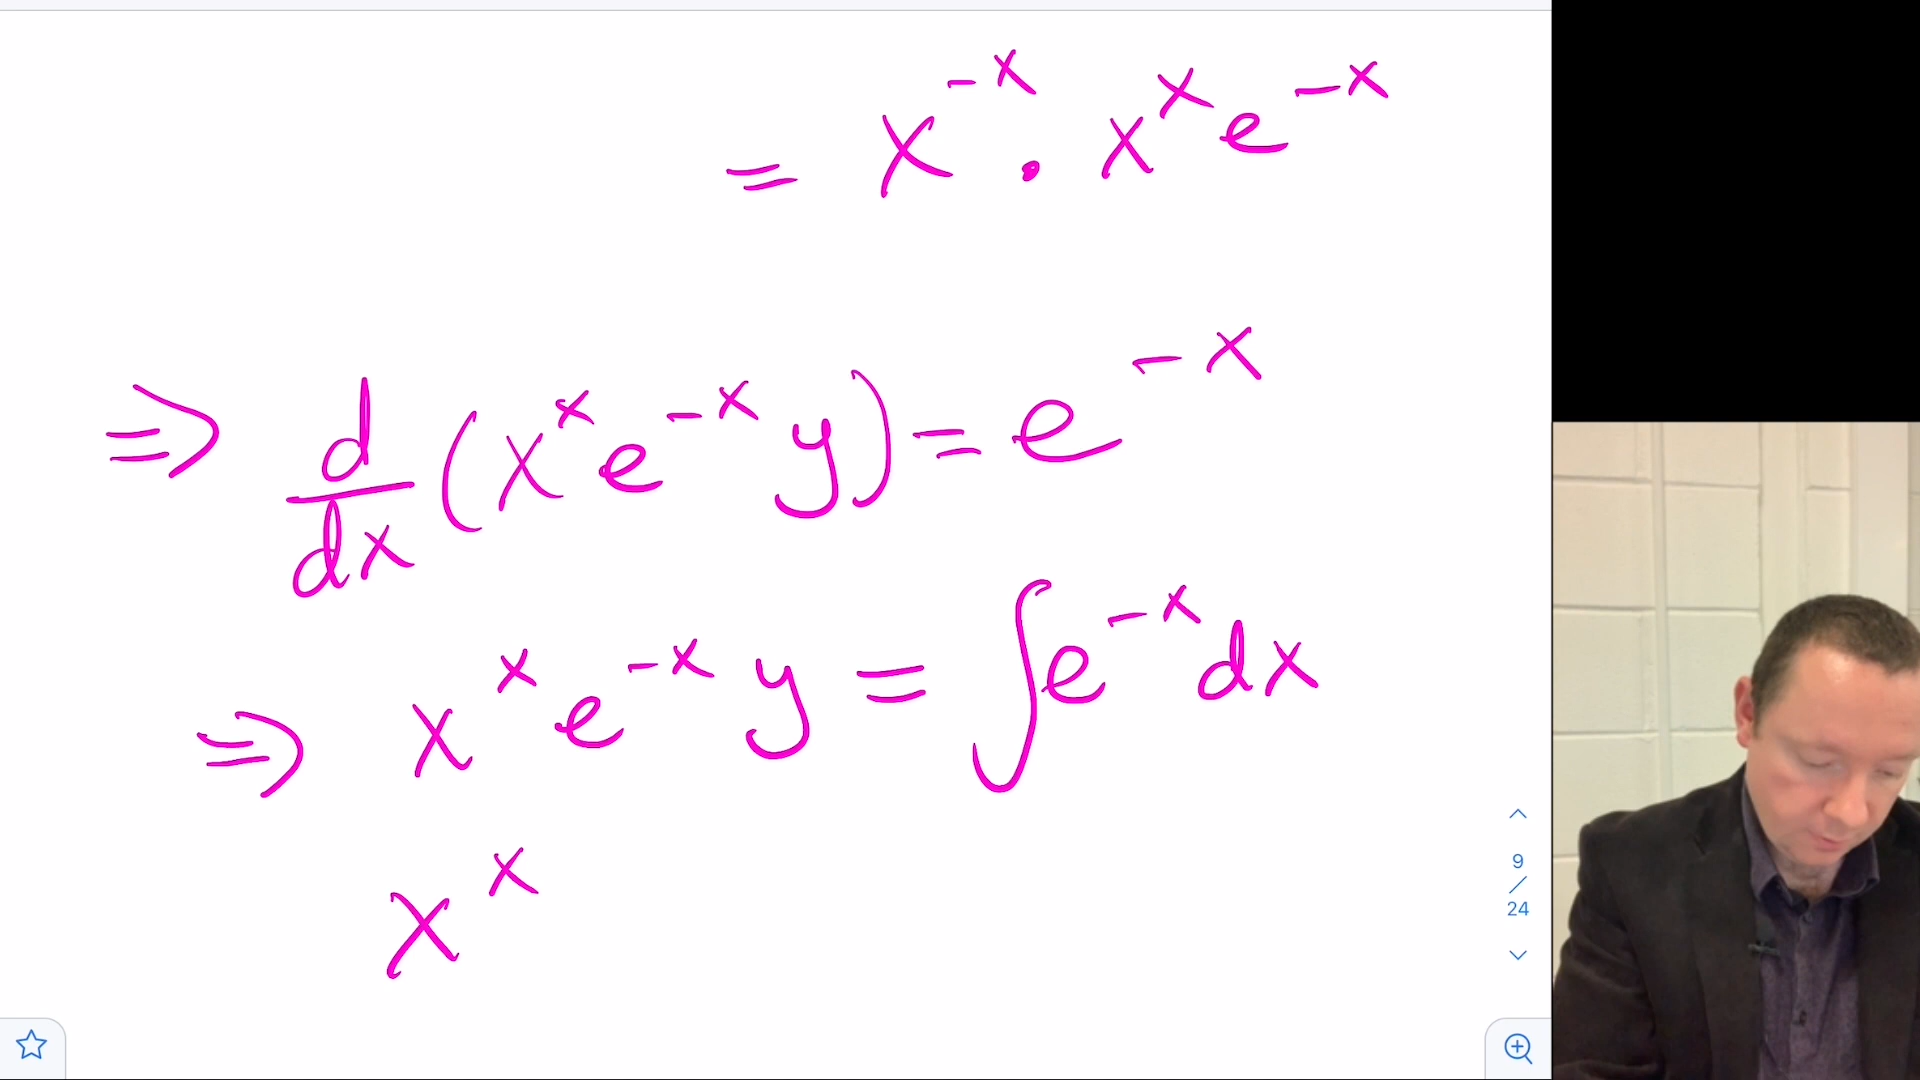 = x^{-x} · x^x e^{-x}
⇒ d/dx (x^x e^{-x} y) = e^{-x}
⇒ x^x e^{-x} y = ∫ e^{-x} dx
x^x
9
/
24